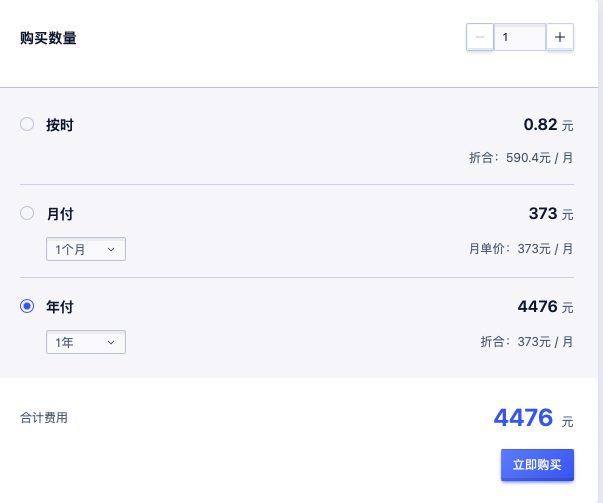 购买数量
1
按时
0.82 元
折合：590.4元 / 月
月付
373 元
1个月
月单价：373元 / 月
年付
4476 元
1年
折合：373元 / 月
合计费用
4476 元
立即购买